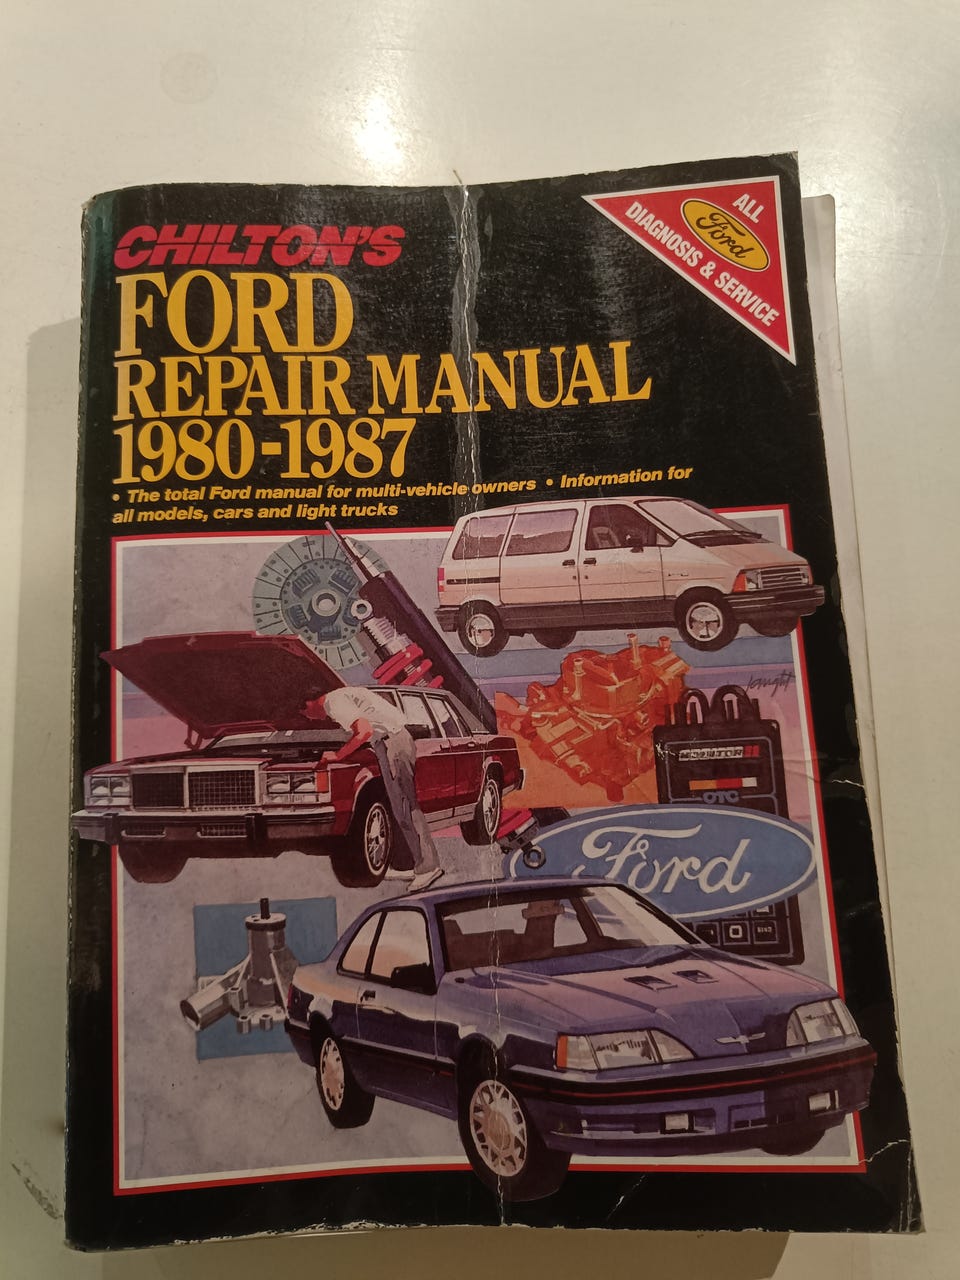 CHILTON'S
FORD
REPAIR MANUAL
1980-1987
• The total Ford manual for multi-vehicle owners • Information for
all models, cars and light trucks
ALL
Ford
DIAGNOSIS & SERVICE
MONITOR
OTC
Ford